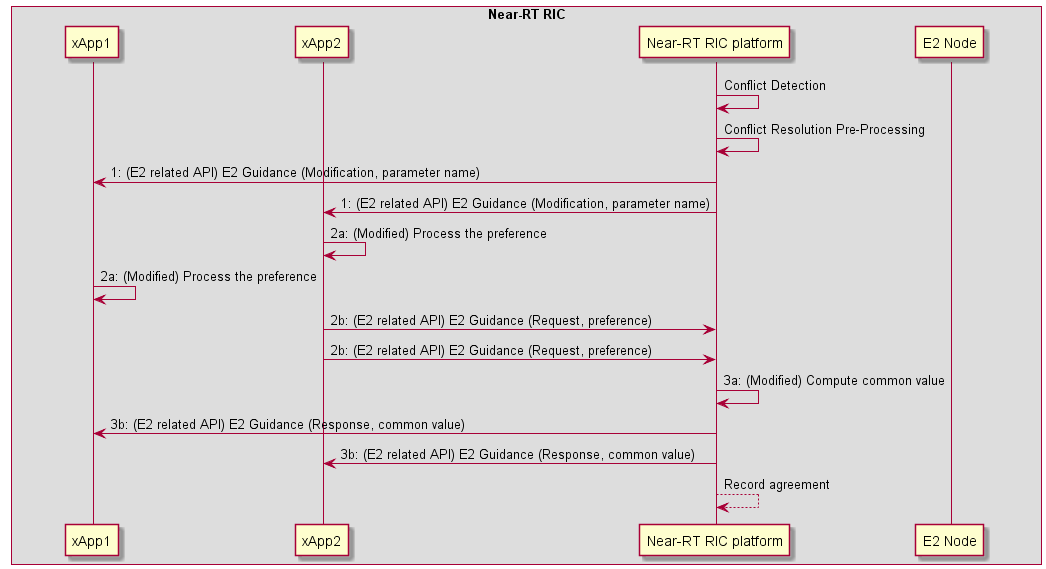 Near-RT RIC
xApp1
xApp2
Near-RT RIC platform
E2 Node
Conflict Detection
Conflict Resolution Pre-Processing
1: (E2 related API) E2 Guidance (Modification, parameter name)
1: (E2 related API) E2 Guidance (Modification, parameter name)
2a: (Modified) Process the preference
2a: (Modified) Process the preference
2b: (E2 related API) E2 Guidance (Request, preference)
2b: (E2 related API) E2 Guidance (Request, preference)
3a: (Modified) Compute common value
3b: (E2 related API) E2 Guidance (Response, common value)
3b: (E2 related API) E2 Guidance (Response, common value)
Record agreement
xApp1
xApp2
Near-RT RIC platform
E2 Node